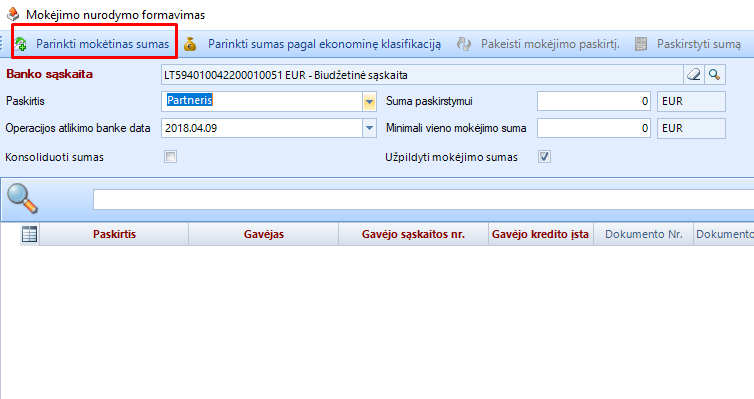 Mokėjimo nurodymo formavimas
Parinkti mokėtinas sumas Parinkti sumas pagal ekonominę klasifikaciją Pakeisti mokėjimo paskirtį. Paskirstyti sumą
Banko sąskaita LT594010042200010051 EUR - Biudžetinė sąskaita
Paskirtis Partneris Suma paskirstymui 0 EUR
Operacijos atlikimo banke data 2018.04.09 Minimali vieno mokėjimo suma 0 EUR
Konsoliduoti sumas Užpildyti mokėjimo sumas
Paskirtis Gavėjas Gavėjo sąskaitos nr. Gavėjo kredito įsta Dokumento Nr. Dokumento